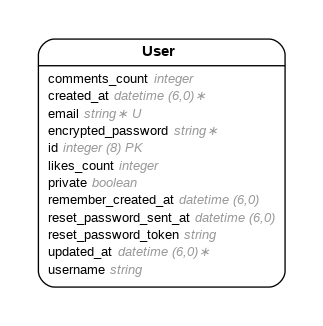 User
comments_count integer
created_at datetime (6,0)∗
email string∗ U
encrypted_password string∗
id integer (8) PK
likes_count integer
private boolean
remember_created_at datetime (6,0)
reset_password_sent_at datetime (6,0)
reset_password_token string
updated_at datetime (6,0)∗
username string